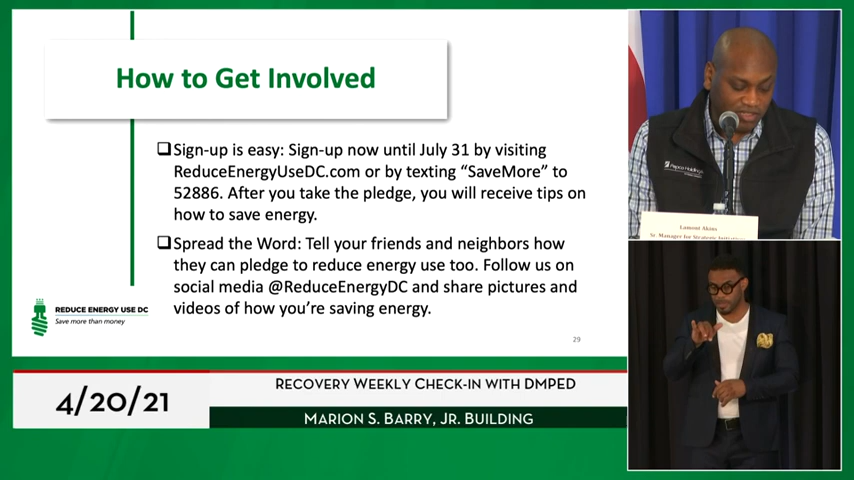 How to Get Involved
❑Sign-up is easy: Sign-up now until July 31 by visiting
ReduceEnergyUseDC.com or by texting “SaveMore” to
52886. After you take the pledge, you will receive tips on
how to save energy.
❑Spread the Word: Tell your friends and neighbors how
they can pledge to reduce energy use too. Follow us on
social media @ReduceEnergyDC and share pictures and
videos of how you’re saving energy.
REDUCE ENERGY USE DC
Save more than money
29
Pepco Holdings
Lamont Akins
Sr. Manager for Strategic Initiatives
4/20/21
RECOVERY WEEKLY CHECK-IN WITH DMPED
MARION S. BARRY, JR. BUILDING